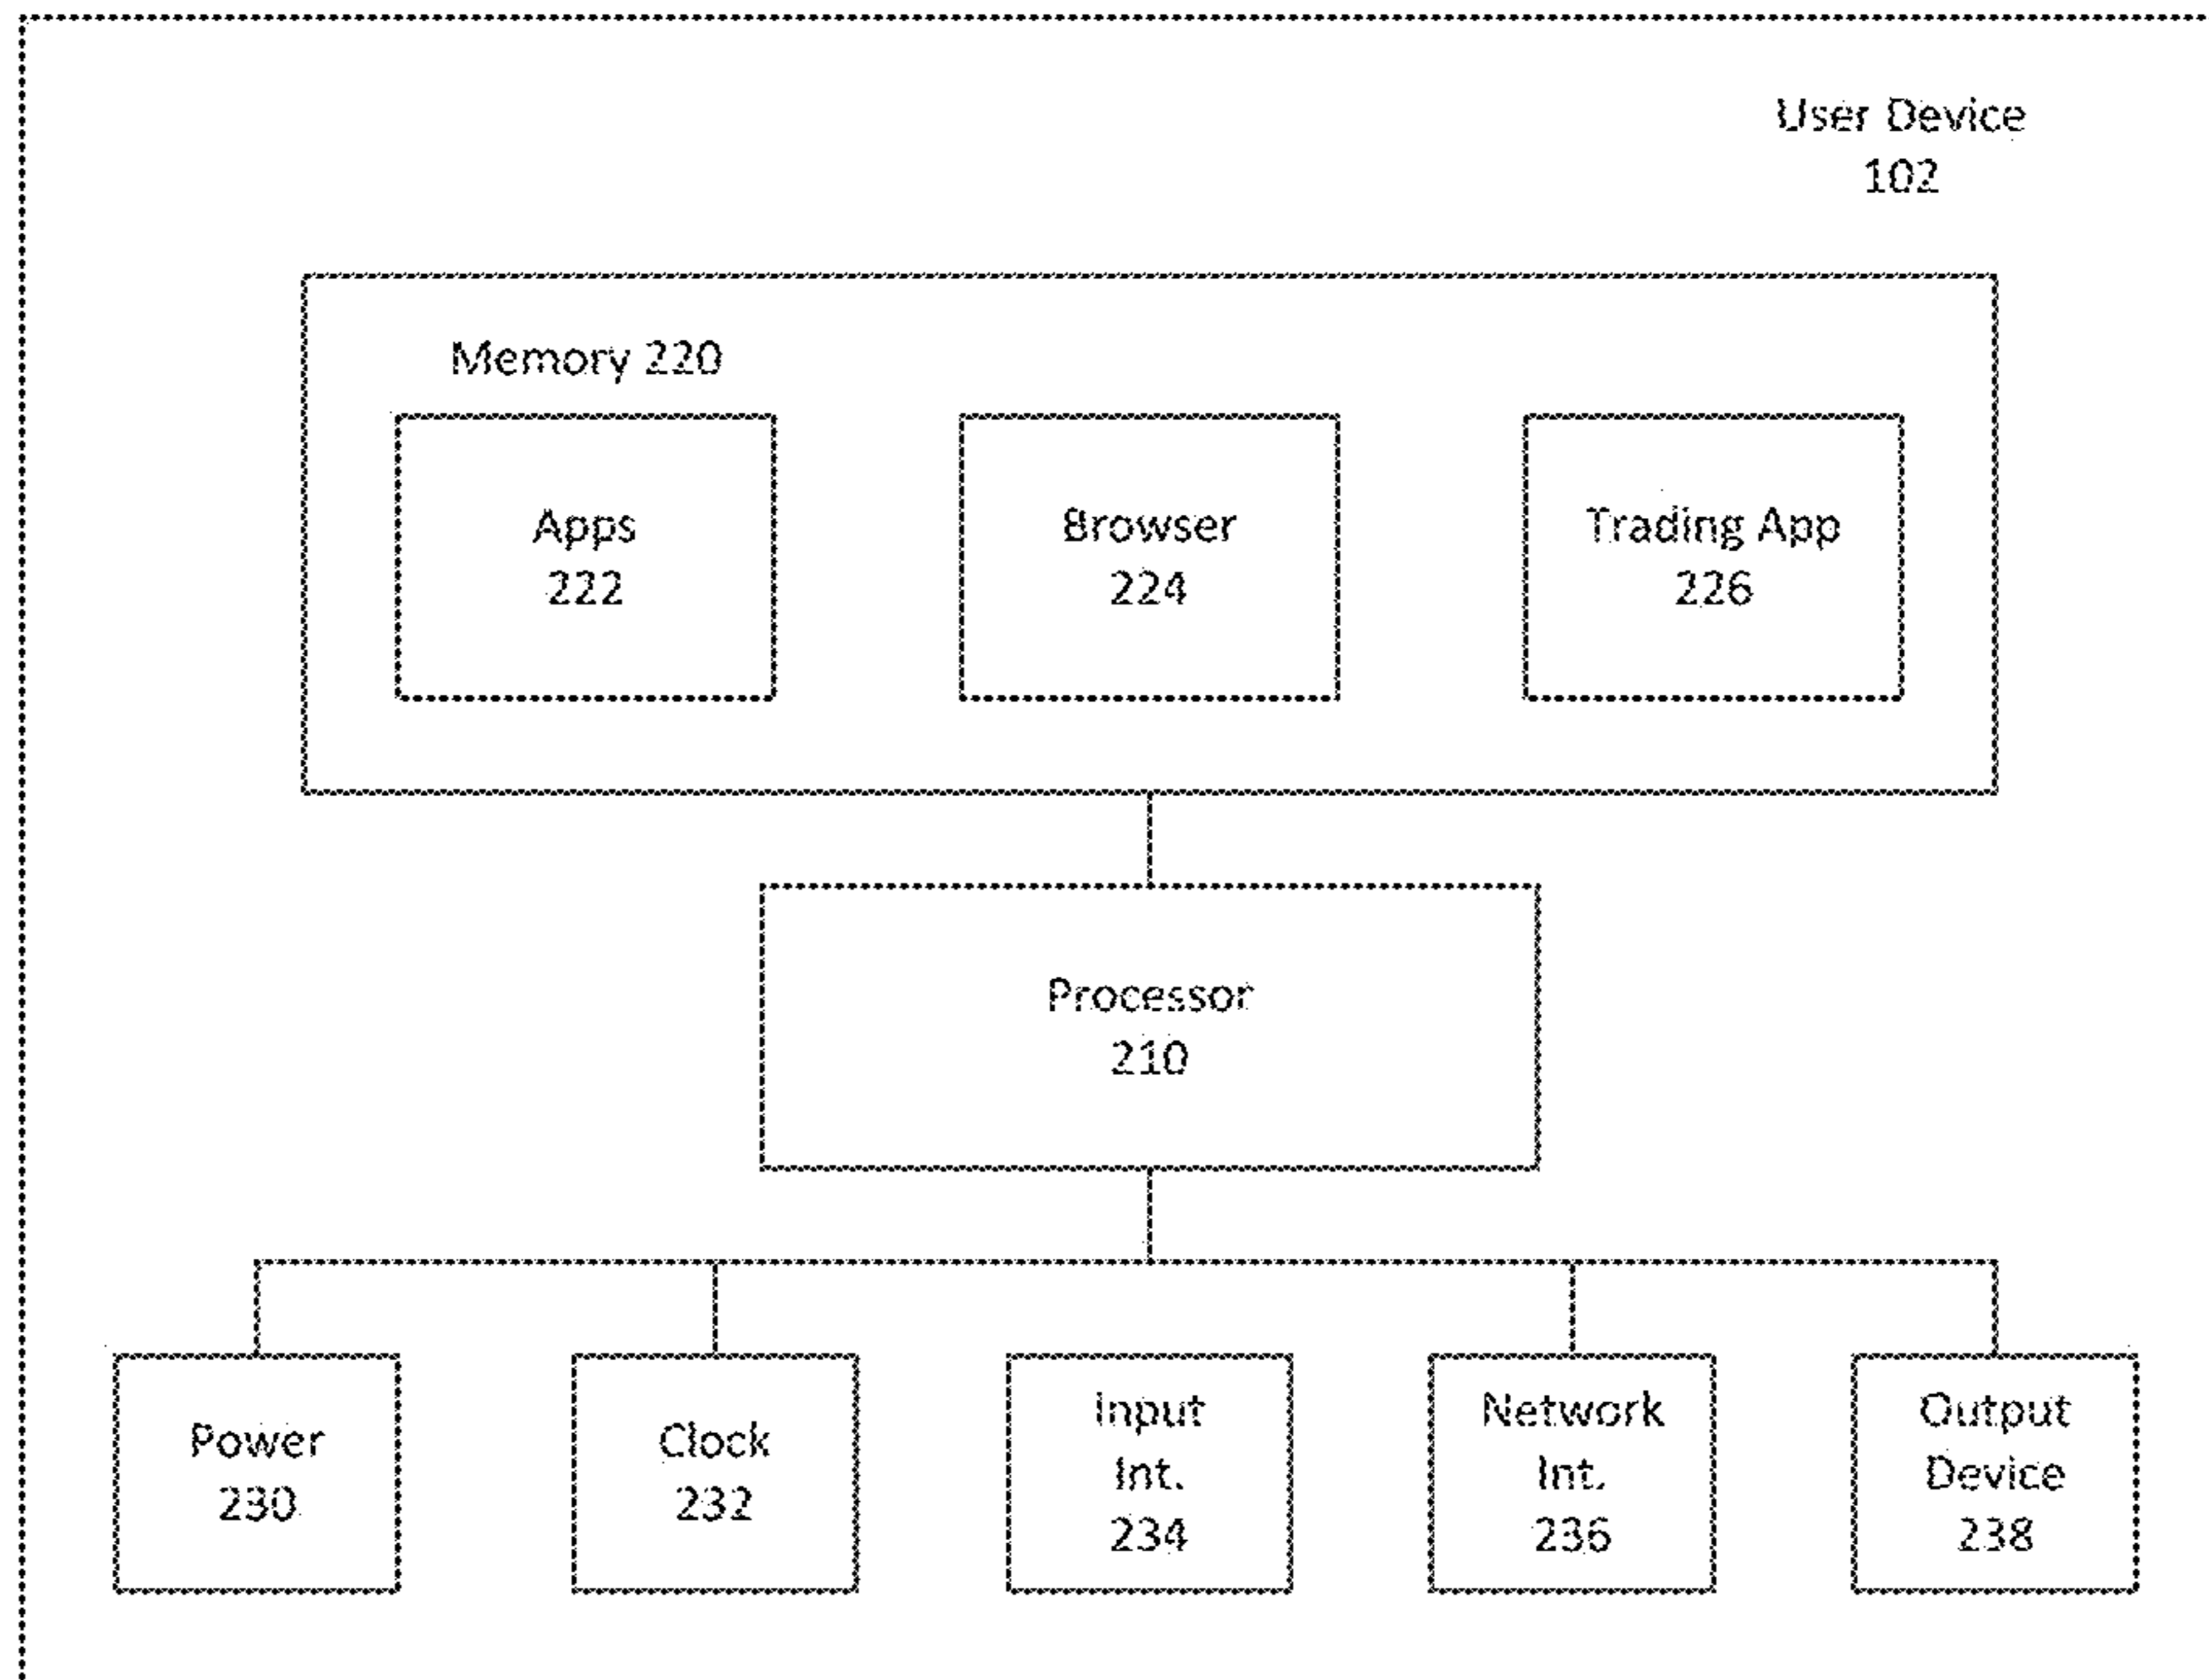 User Device
102
Memory 220
Apps
222
Browser
224
Trading App
226
Processor
210
Power
230
Clock
232
Input
Int.
234
Network
Int.
236
Output
Device
238